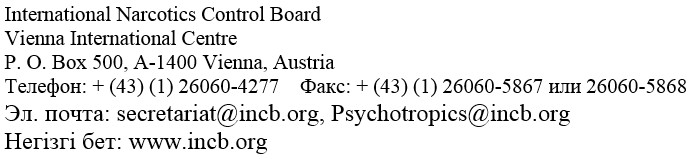 International Narcotics Control Board
Vienna International Centre
P. O. Box 500, A-1400 Vienna, Austria
Телефон: + (43) (1) 26060-4277 Факс: + (43) (1) 26060-5867 или 26060-5868
Эл. почта: secretariat@incb.org, Psychotropics@incb.org
Негізгі бет: www.incb.org